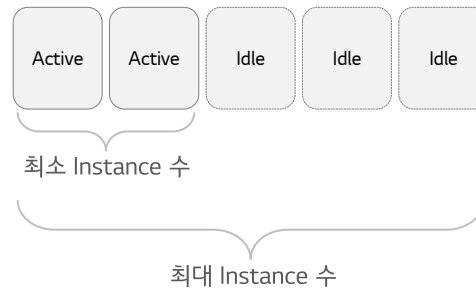 Active Active Idle Idle Idle
최소 Instance 수
최대 Instance 수